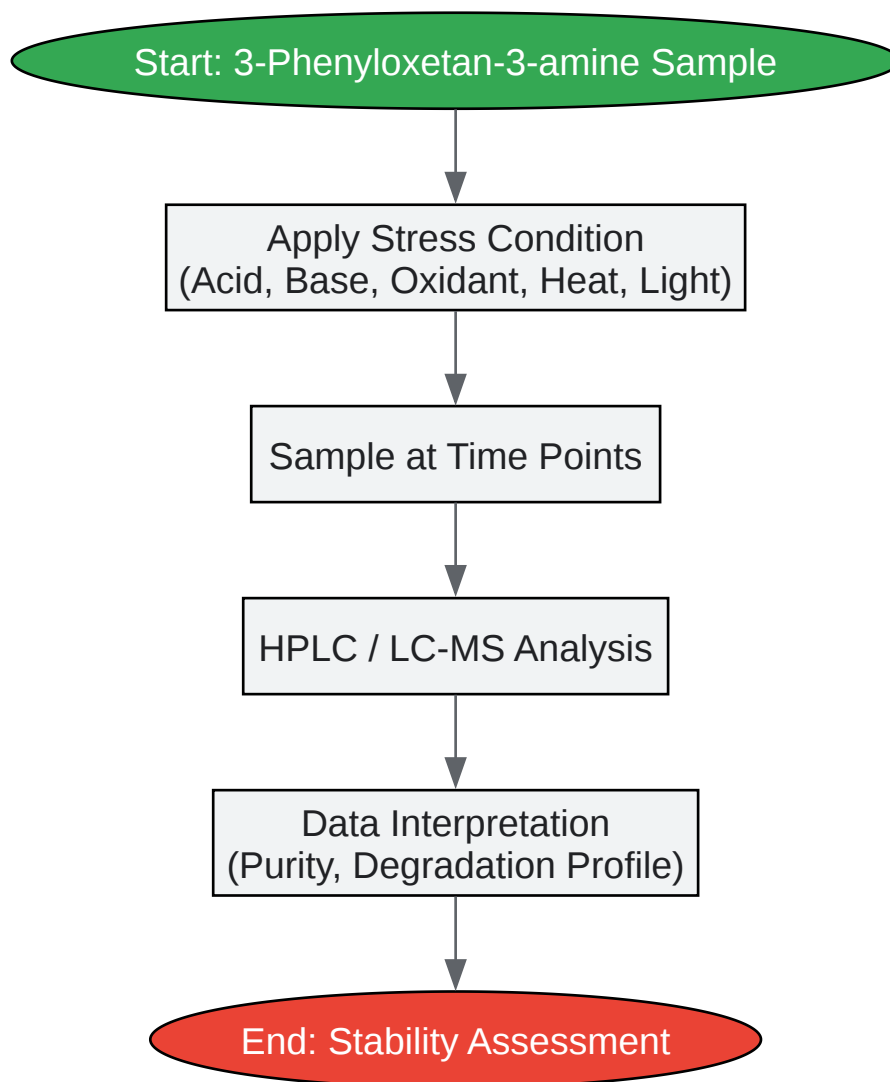 Start: 3-Phenyloxetan-3-amine Sample
Apply Stress Condition
(Acid, Base, Oxidant, Heat, Light)
Sample at Time Points
HPLC / LC-MS Analysis
Data Interpretation
(Purity, Degradation Profile)
End: Stability Assessment